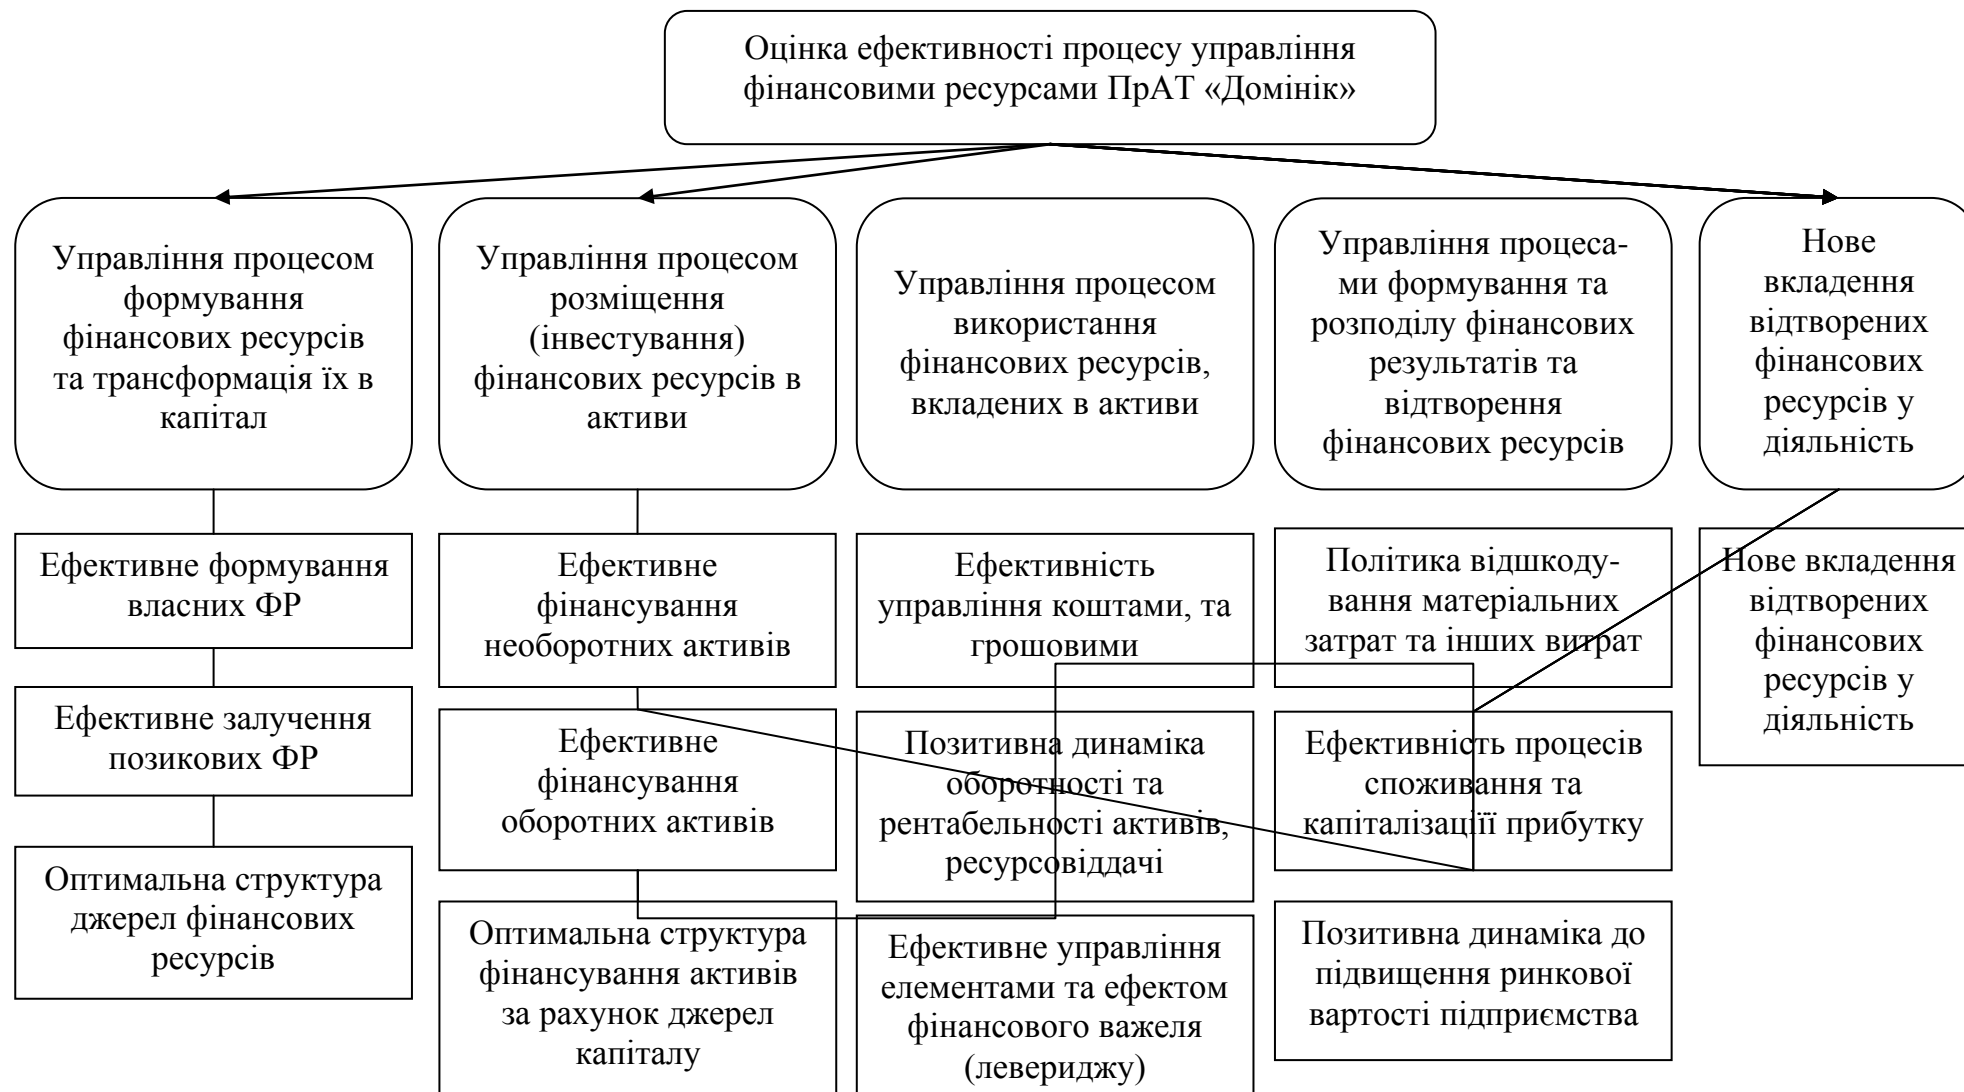 Оцінка ефективності процесу управління
фінансовими ресурсами ПрАТ «Домінік»
Управління процесом
формування
фінансових ресурсів
та трансформація їх в
капітал
Управління процесом
розміщення
(інвестування)
фінансових ресурсів в
активи
Управління процесом
використання
фінансових ресурсів,
вкладених в активи
Управління процеса-
ми формування та
розподілу фінансових
результатів та
відтворення
фінансових ресурсів
Нове
вкладення
відтворених
фінансових
ресурсів у
діяльність
Ефективне формування
власних ФР
Ефективне залучення
позикових ФР
Оптимальна структура
джерел фінансових
ресурсів
Ефективне
фінансування
необоротних активів
Ефективне
фінансування
оборотних активів
Оптимальна структура
фінансування активів
за рахунок джерел
капіталу
Ефективність
управління коштами, та
грошовими
Позитивна динаміка
оборотності та
рентабельності активів,
ресурсовіддачі
Ефективне управління
елементами та ефектом
фінансового важеля
(левериджу)
Політика відшкоду-
вання матеріальних
затрат та інших витрат
Ефективність процесів
споживання та
капіталізаціїї прибутку
Позитивна динаміка до
підвищення ринкової
вартості підприємства
Нове вкладення
відтворених
фінансових
ресурсів у
діяльність